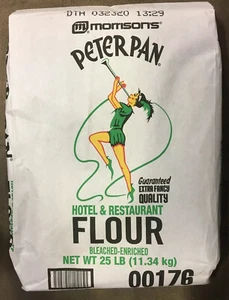 DTM 032320 13:29
m morrisons®
PETER PAN
Guaranteed
EXTRA FANCY
QUALITY
HOTEL & RESTAURANT
FLOUR
BLEACHED-ENRICHED
NET WT 25 LB (11.34 kg)
00176